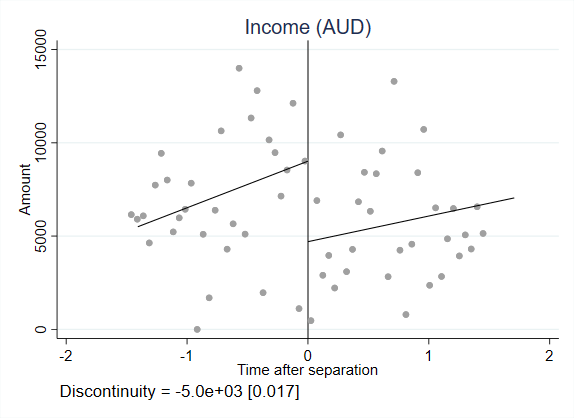 Income (AUD)
15000
10000
5000
0
Amount
-2 -1 0 1 2
Time after separation
Discontinuity = -5.0e+03 [0.017]